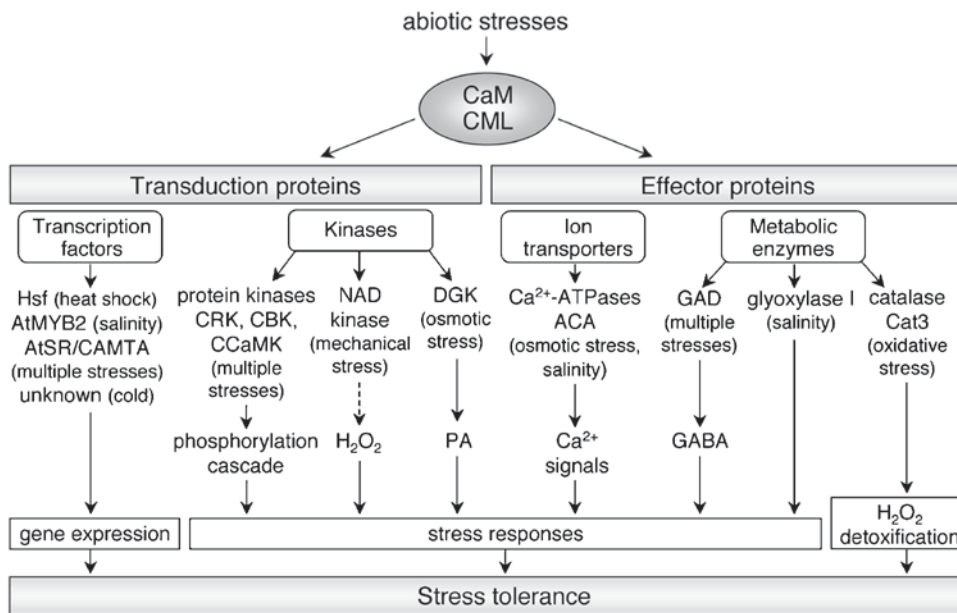 abiotic stresses
CaM
CML
Transduction proteins
Effector proteins
Transcription
factors
Kinases
Ion
transporters
Metabolic
enzymes
Hsf (heat shock)
AtMYB2 (salinity)
AtSR/CAMTA
(multiple stresses)
unknown (cold)
protein kinases
CRK, CBK,
CCaMK
(multiple
stresses)
NAD
kinase
(mechanical
stress)
DGK
(osmotic
stress)
Ca²⁺-ATPases
ACA
(osmotic stress,
salinity)
GAD
(multiple
stresses)
glyoxylase I
(salinity)
catalase
Cat3
(oxidative
stress)
phosphorylation
cascade
H₂O₂
PA
Ca²⁺
signals
GABA
gene expression
stress responses
H₂O₂
detoxification
Stress tolerance